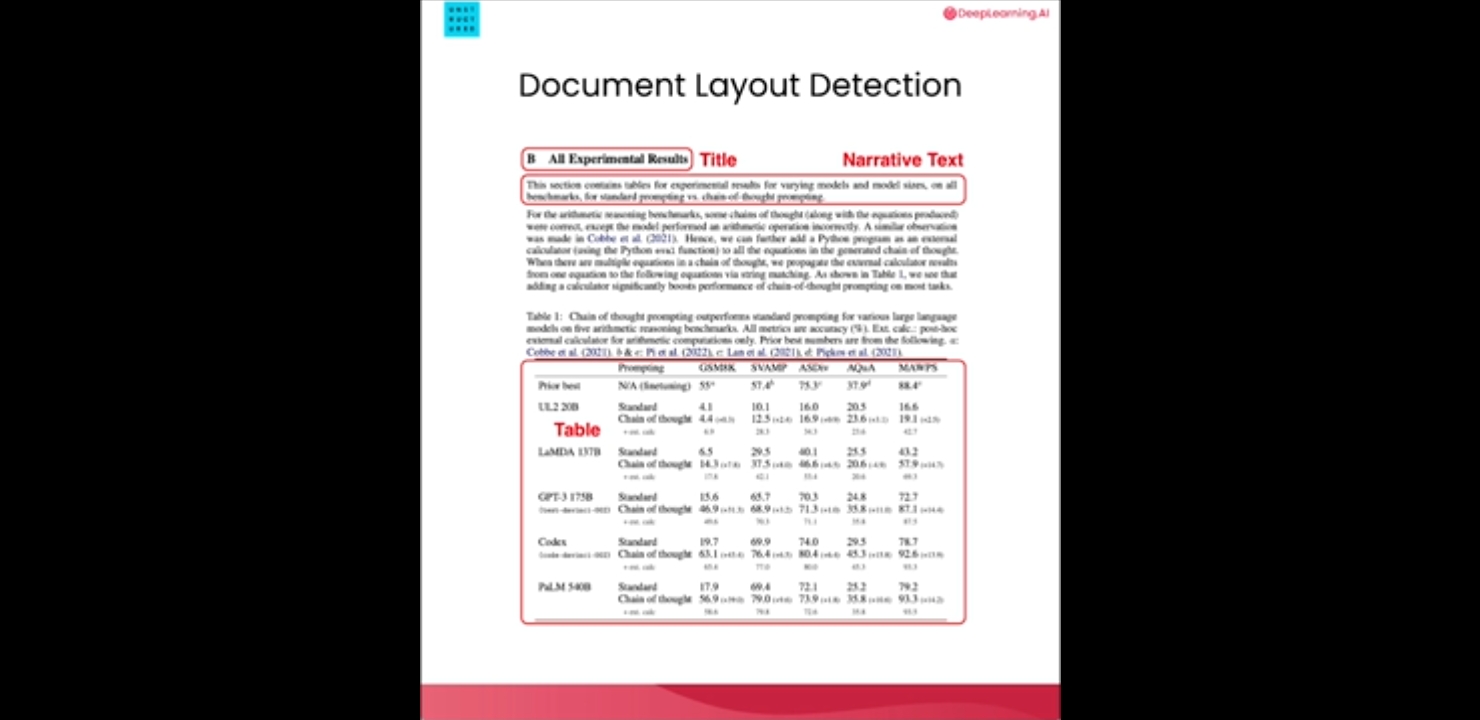 UNST
RUCT
URED
DeepLearning.AI
Document Layout Detection
B All Experimental Results Title Narrative Text
This section contains tables for experimental results for varying models and model sizes, on all
benchmarks, for standard prompting vs. chain-of-thought prompting.
For the arithmetic reasoning benchmarks, some chains of thought (along with the equations produced)
were correct, except the model performed an arithmetic operation incorrectly. A similar observation
was made in Cobbe et al. (2021). Hence, we can further add a Python program as an external
calculator (using the Python eval function) to all the equations in the generated chain of thought.
When there are multiple equations in a chain of thought, we propagate the external calculator results
from one equation to the following equations via string matching. As shown in Table 1, we see that
adding a calculator significantly boosts performance of chain-of-thought prompting on most tasks.
Table 1: Chain of thought prompting outperforms standard prompting for various large language
models on five arithmetic reasoning benchmarks. All metrics are accuracy (%). Ext. calc.: post-hoc
external calculator for arithmetic computations only. Prior best numbers are from the following. a:
Cobbe et al. (2021). b & e: Pi et al. (2022), c: Lan et al. (2021), d: Piękos et al. (2021).
Prompting GSM8K SVAMP ASDiv AQuA MAWPS
Prior best N/A (finetuning) 55ᵃ 57.4ᵇ 75.3ᶜ 37.9ᵈ 88.4ᵉ
UL2 20B Standard 4.1 10.1 16.0 20.5 16.6
Chain of thought 4.4 (+0.3) 12.5 (+2.4) 16.9 (+0.9) 23.6 (+3.1) 19.1 (+2.5)
Table
+ ext. calc 6.9 28.3 34.3 23.6 42.7
LaMDA 137B Standard 6.5 29.5 40.1 25.5 43.2
Chain of thought 14.3 (+7.8) 37.5 (+8.0) 46.6 (+6.5) 20.6 (-4.9) 57.9 (+14.7)
+ ext. calc 17.8 42.1 53.4 20.6 69.3
GPT-3 175B Standard 15.6 65.7 70.3 24.8 72.7
(text-davinci-002) Chain of thought 46.9 (+31.3) 68.9 (+3.2) 71.3 (+1.0) 35.8 (+11.0) 87.1 (+14.4)
+ ext. calc 49.6 70.3 71.1 35.8 87.5
Codex Standard 19.7 69.9 74.0 29.5 78.7
(code-davinci-002) Chain of thought 63.1 (+43.4) 76.4 (+6.5) 80.4 (+6.4) 45.3 (+15.8) 92.6 (+13.9)
+ ext. calc 65.4 77.0 80.0 45.3 93.3
PaLM 540B Standard 17.9 69.4 72.1 25.2 79.2
Chain of thought 56.9 (+39.0) 79.0 (+9.6) 73.9 (+1.8) 35.8 (+10.6) 93.3 (+14.2)
+ ext. calc 58.6 79.8 72.6 35.8 93.5